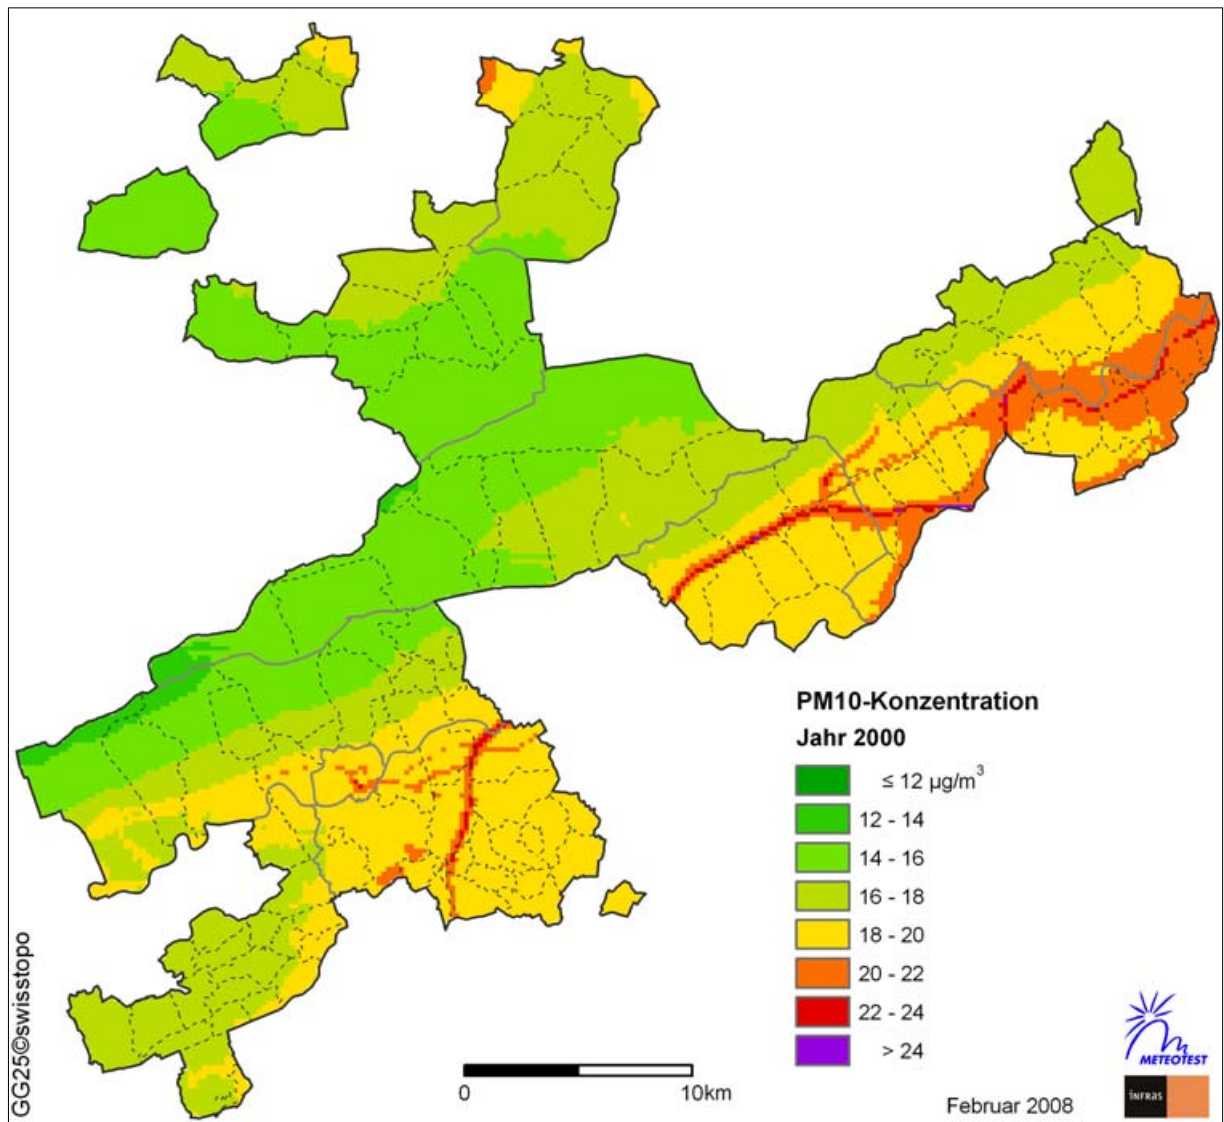 PM10-Konzentration
Jahr 2000
≤ 12 µg/m³
12 - 14
14 - 16
16 - 18
18 - 20
20 - 22
22 - 24
> 24
GG25©swisstopo
0 10km
Februar 2008
METEOTEST
INFRAS